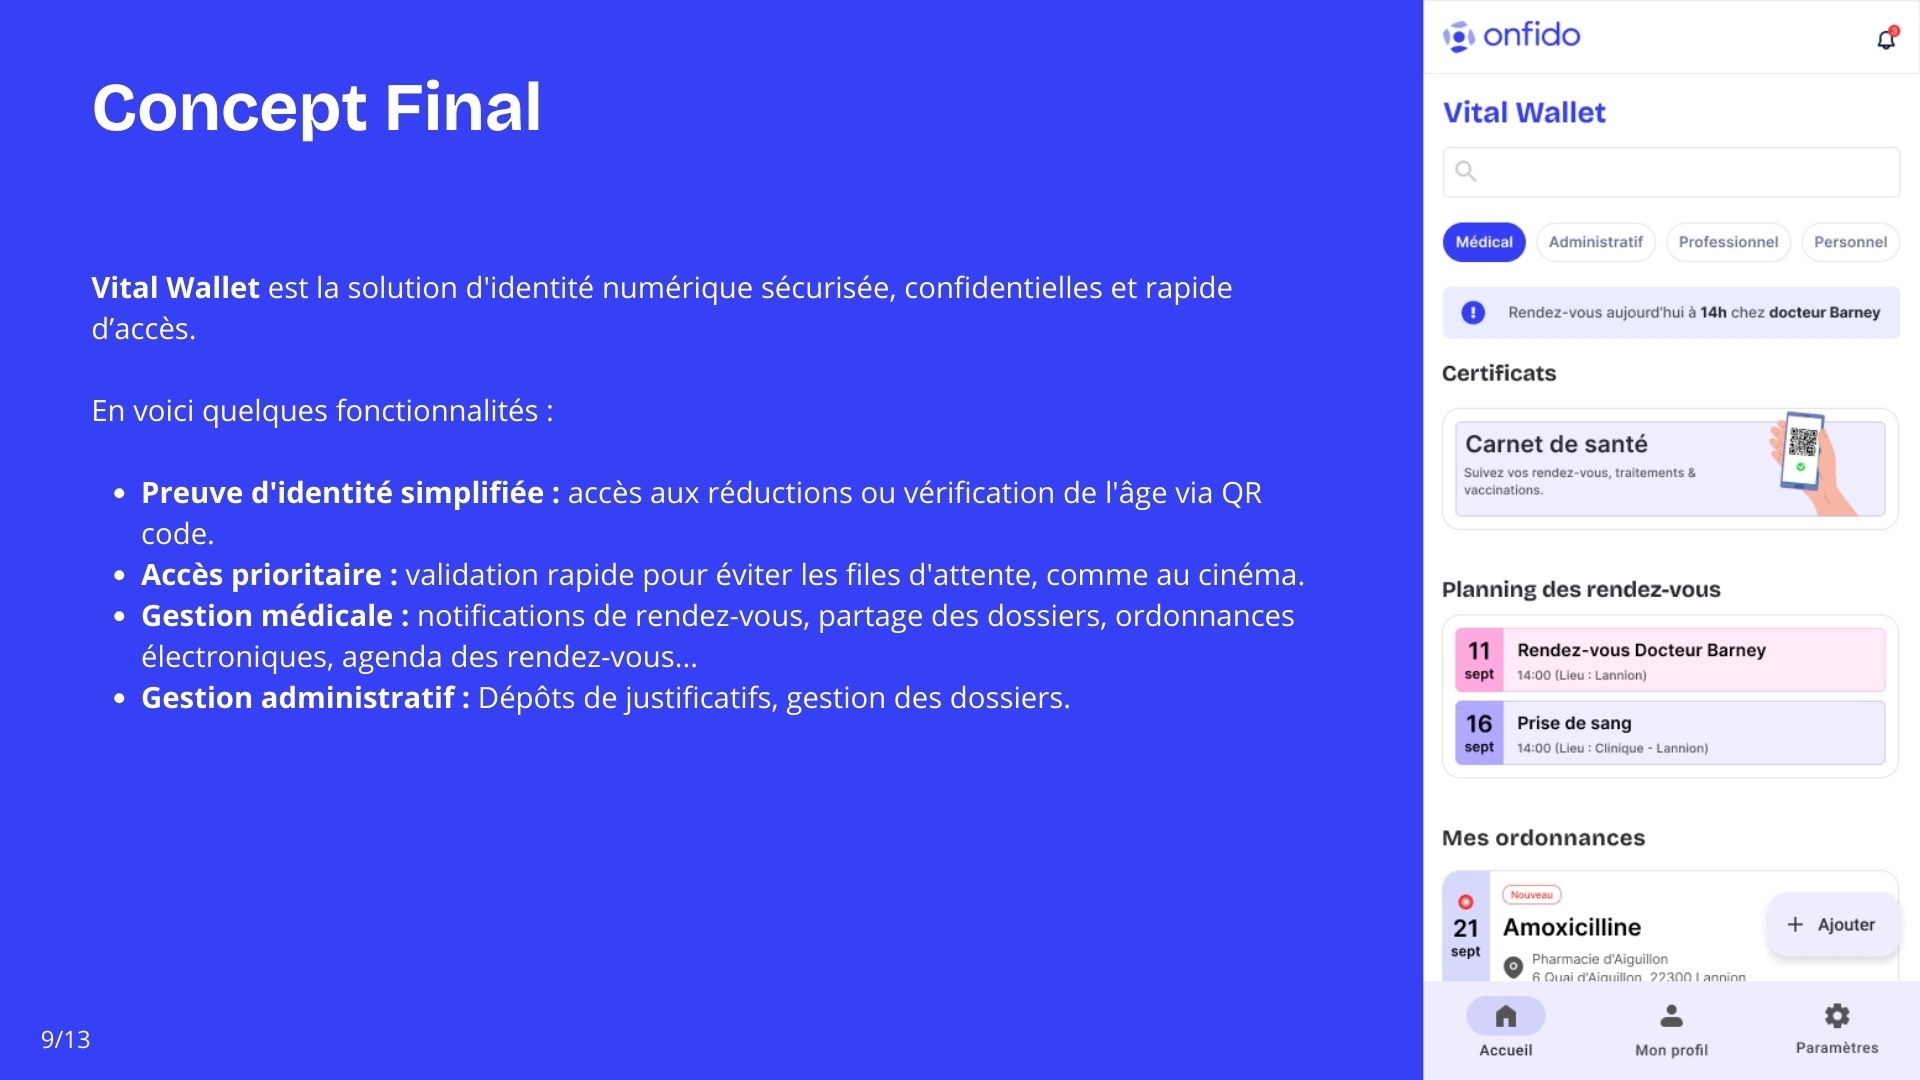 Concept Final
Vital Wallet est la solution d'identité numérique sécurisée, confidentielles et rapide
d’accès.
En voici quelques fonctionnalités :
• Preuve d'identité simplifiée : accès aux réductions ou vérification de l'âge via QR
code.
• Accès prioritaire : validation rapide pour éviter les files d'attente, comme au cinéma.
• Gestion médicale : notifications de rendez-vous, partage des dossiers, ordonnances
électroniques, agenda des rendez-vous...
• Gestion administratif : Dépôts de justificatifs, gestion des dossiers.
9/13
onfido
3
Vital Wallet
Médical Administratif Professionnel Personnel
Rendez-vous aujourd’hui à 14h chez docteur Barney
Certificats
Carnet de santé
Suivez vos rendez-vous, traitements &
vaccinations.
Planning des rendez-vous
11
sept
Rendez-vous Docteur Barney
14:00 (Lieu : Lannion)
16
sept
Prise de sang
14:00 (Lieu : Clinique - Lannion)
Mes ordonnances
21
sept
Nouveau
Amoxicilline
Pharmacie d'Aiguillon
6 Quai d'Aiguillon, 22300 Lannion
+ Ajouter
Accueil Mon profil Paramètres